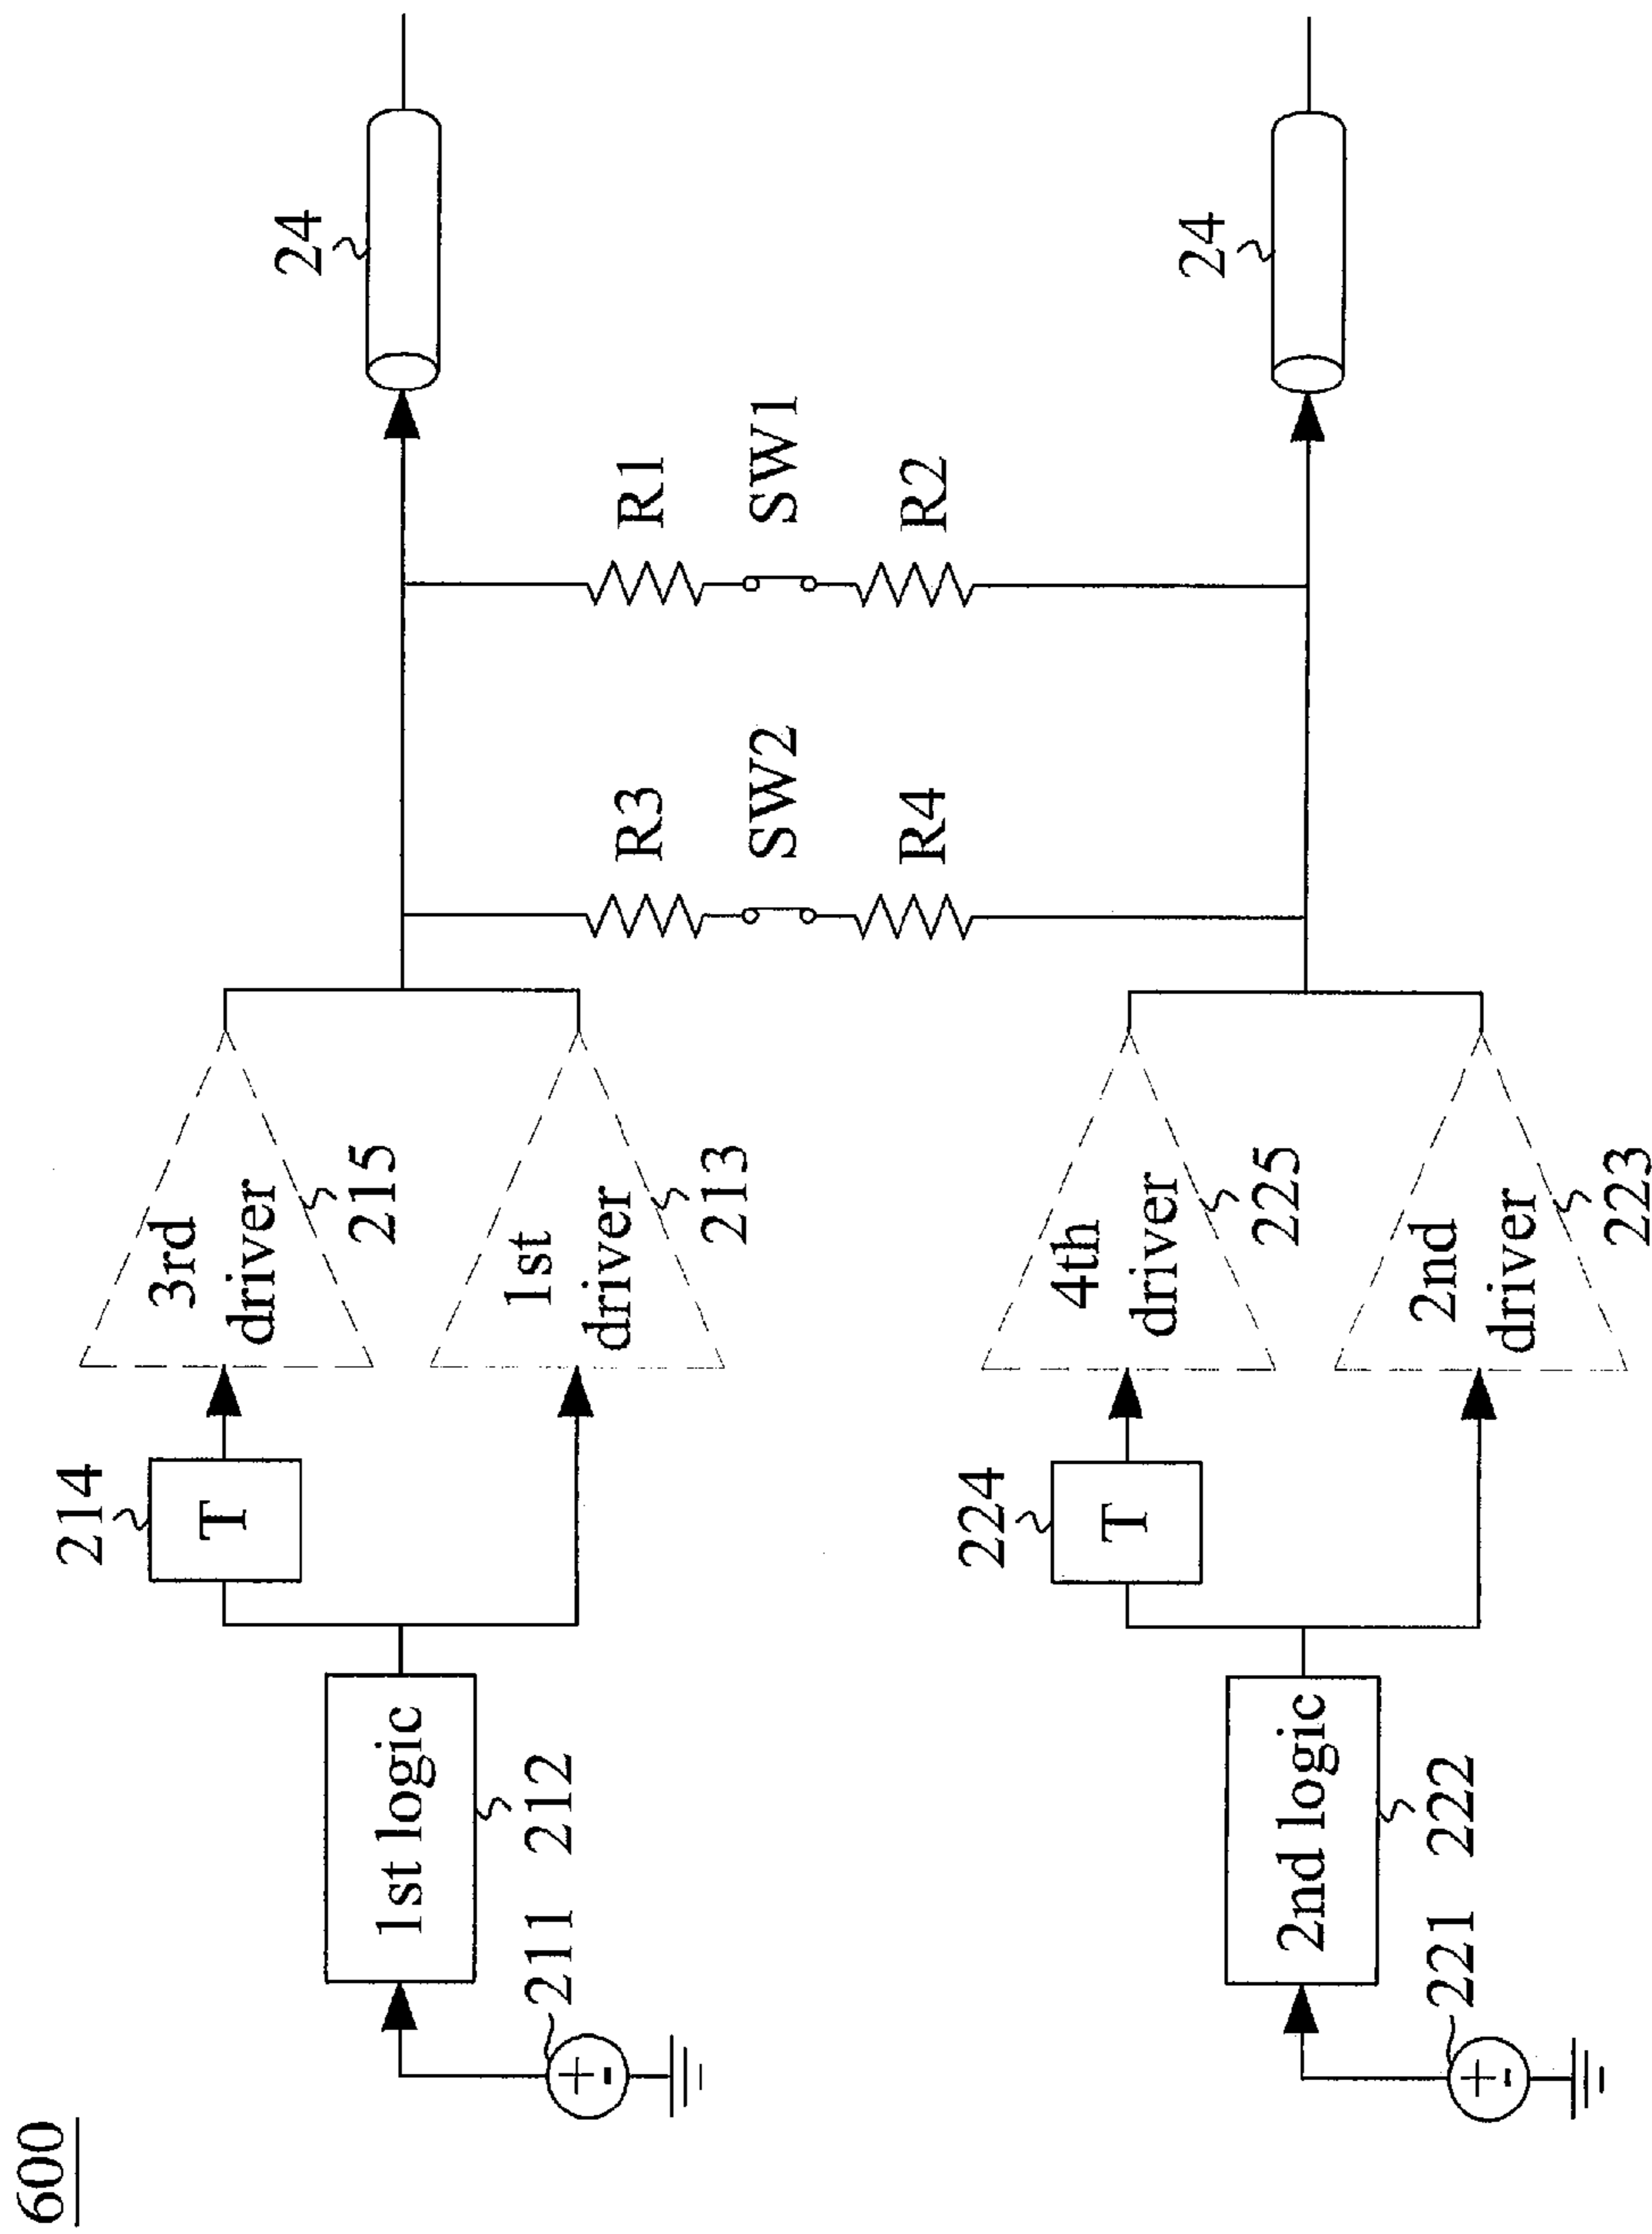 600
211
1st logic
212
214
T
3rd
driver
215
1st
driver
213
R3
SW2
R4
R1
SW1
R2
24
221
2nd logic
222
224
T
4th
driver
225
2nd
driver
223
24